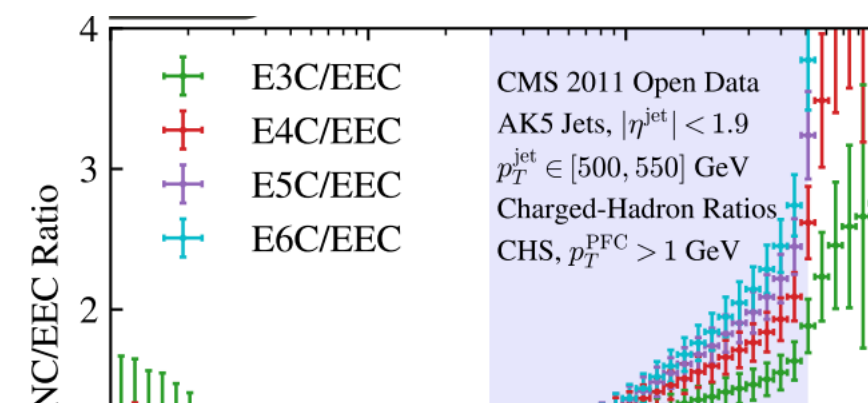 4
E3C/EEC
E4C/EEC
E5C/EEC
E6C/EEC
CMS 2011 Open Data
AK5 Jets, |η^jet| < 1.9
p_T^jet ∈ [500, 550] GeV
Charged-Hadron Ratios
CHS, p_T^PFC > 1 GeV
3
2
NC/EEC Ratio